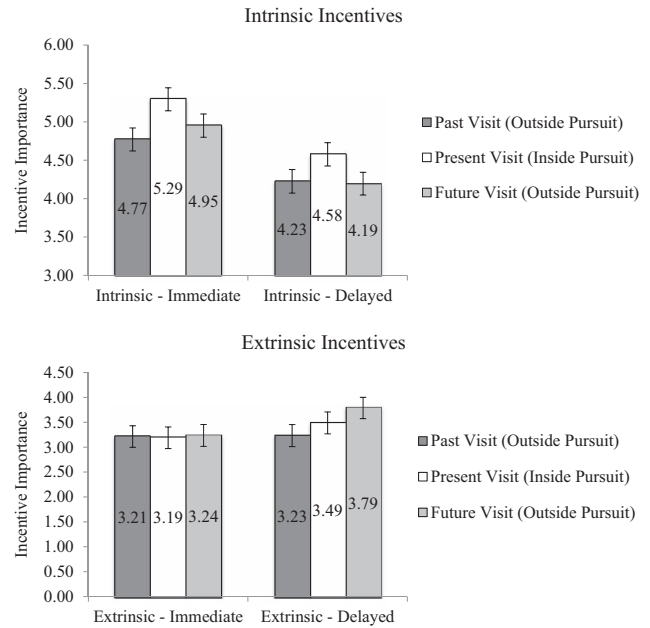 Intrinsic Incentives
Incentive Importance
6.00
5.50
5.00
4.50
4.00
3.50
3.00
4.77
5.29
4.95
4.23
4.58
4.19
Intrinsic - Immediate
Intrinsic - Delayed
Past Visit (Outside Pursuit)
Present Visit (Inside Pursuit)
Future Visit (Outside Pursuit)
Extrinsic Incentives
Incentive Importance
4.50
4.00
3.50
3.00
2.50
2.00
1.50
1.00
0.50
0.00
3.21
3.19
3.24
3.23
3.49
3.79
Extrinsic - Immediate
Extrinsic - Delayed
Past Visit (Outside Pursuit)
Present Visit (Inside Pursuit)
Future Visit (Outside Pursuit)